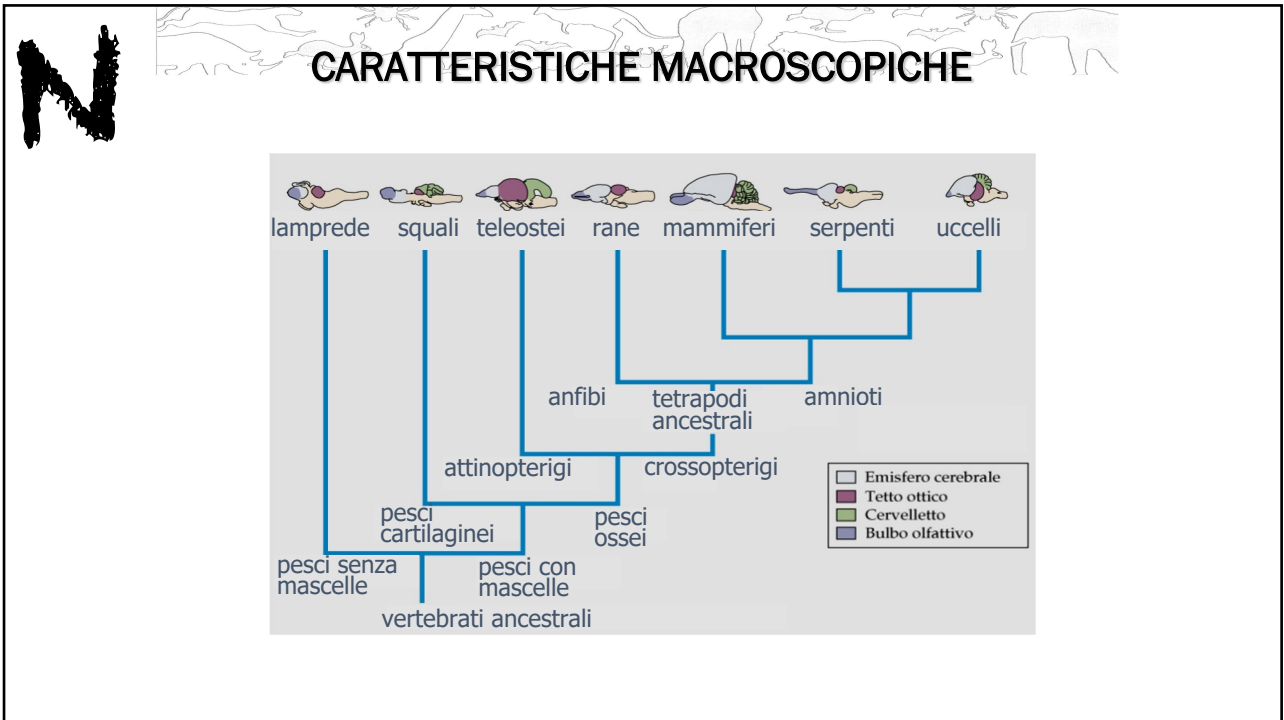 N
CARATTERISTICHE MACROSCOPICHE
lamprede squali teleostei rane mammiferi serpenti uccelli
anfibi tetrapodi ancestrali amnioti
attinopterigi crossopterigi
Emisfero cerebrale
Tetto ottico
Cervelletto
Bulbo olfattivo
pesci
cartilaginei
pesci
ossei
pesci senza
mascelle
pesci con
mascelle
vertebrati ancestrali